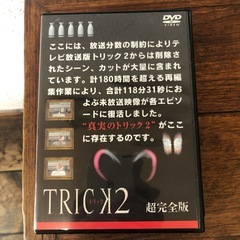 DVD
VIDEO
ここには、放送分数の制約によりテ
レビ放送版トリック2からは削除さ
れたシーン、カットが大量に含まれ
ています。計180時間を超える再編
集作業により、合計118分31秒にお
よぶ未放送映像が各エピソ
ードに復活しました。
“真実のトリック2”がここ
に存在するのです。
TRICK2
トリック
超完全版